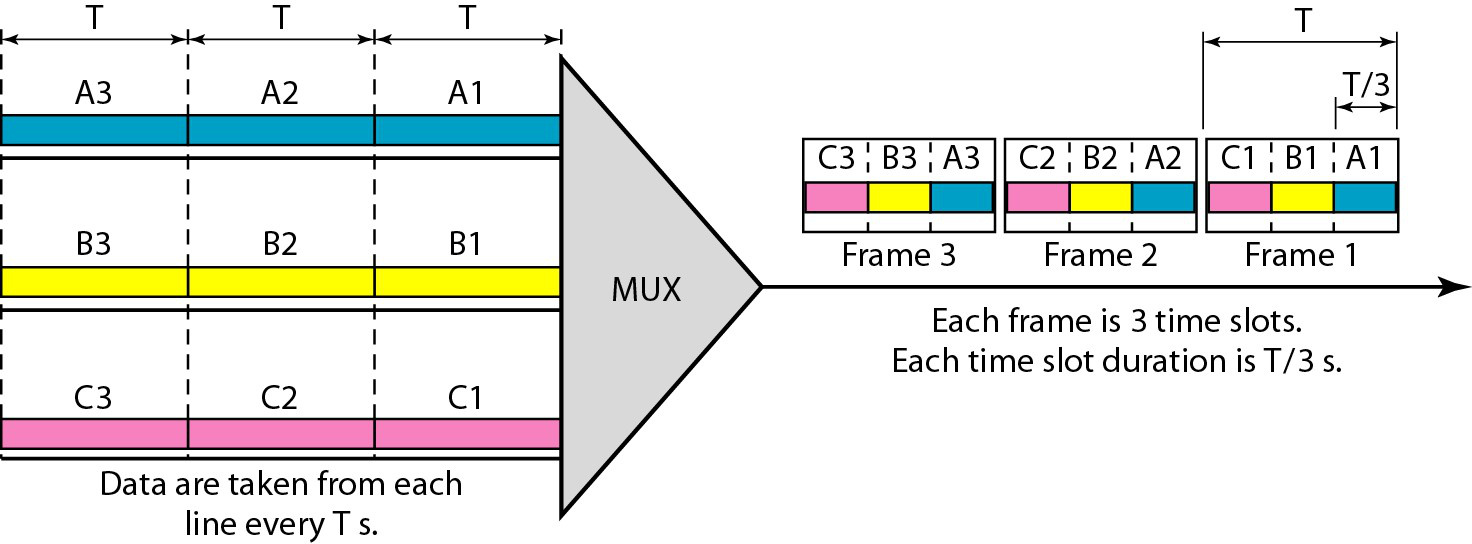 T T T
T
T/3
A3 A2 A1
C3 B3 A3 C2 B2 A2 C1 B1 A1
B3 B2 B1
Frame 3 Frame 2 Frame 1
MUX
Each frame is 3 time slots.
Each time slot duration is T/3 s.
C3 C2 C1
Data are taken from each
line every T s.